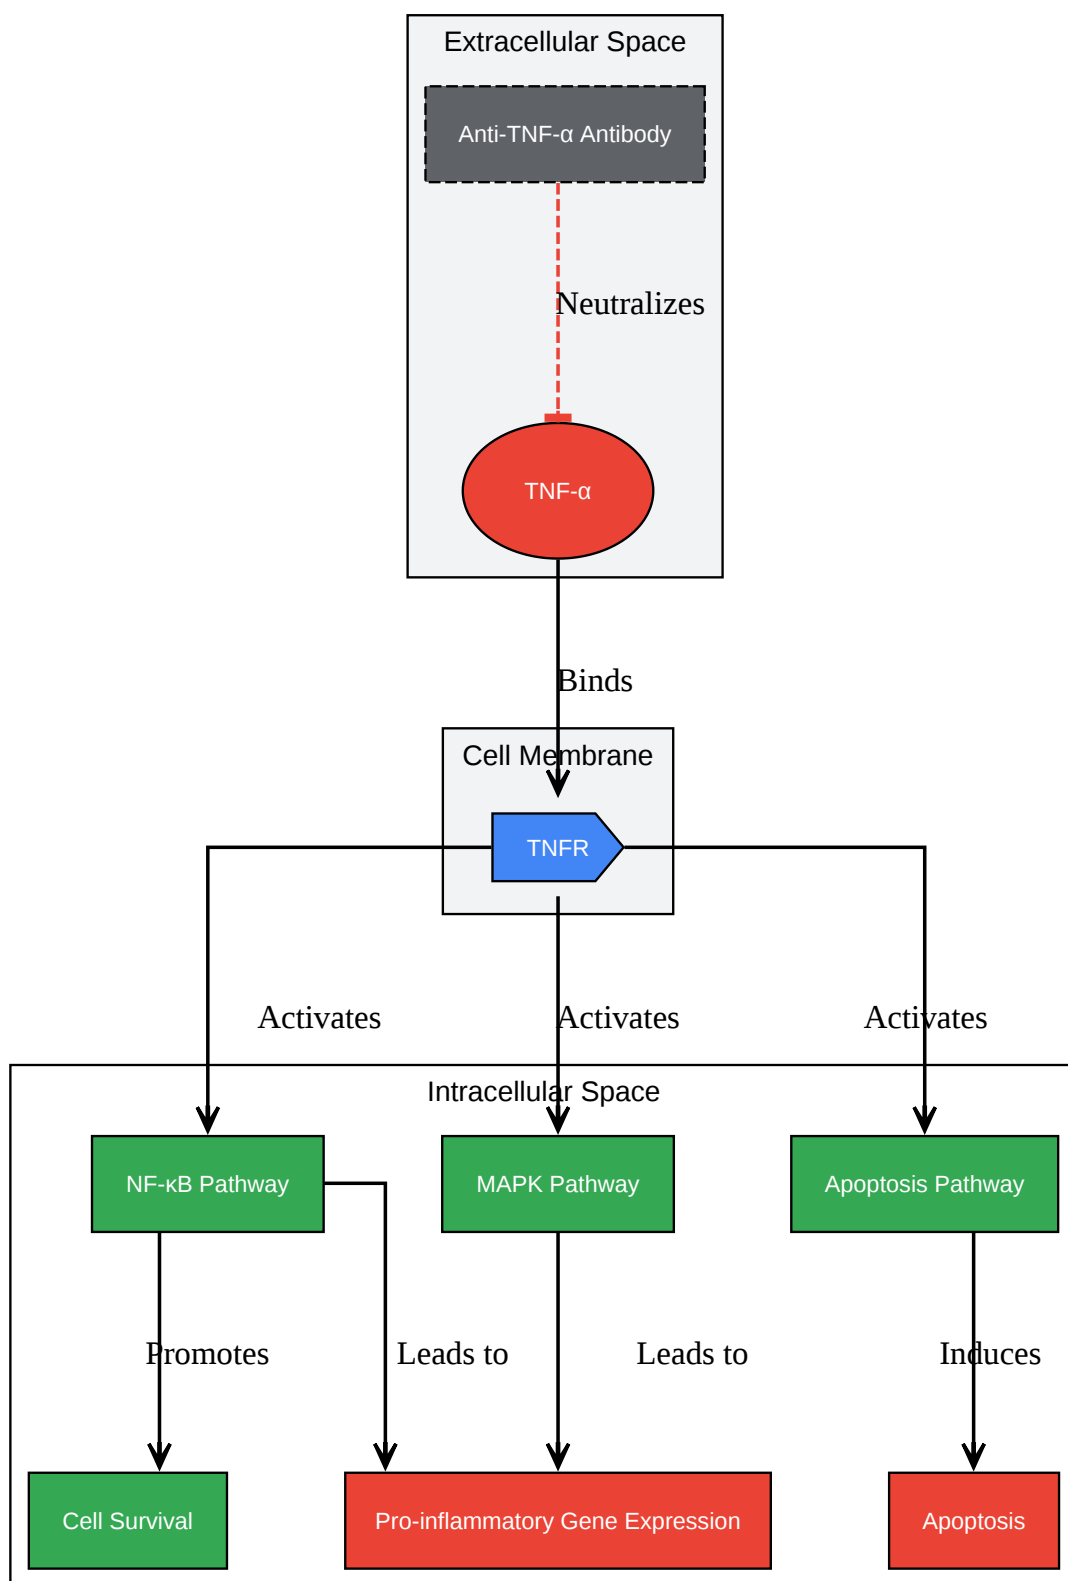 Extracellular Space
Anti-TNF-α Antibody
Neutralizes
TNF-α
Binds
Cell Membrane
TNFR
Activates
Activates
Activates
Intracellular Space
NF-κB Pathway
MAPK Pathway
Apoptosis Pathway
Promotes
Leads to
Leads to
Induces
Cell Survival
Pro-inflammatory Gene Expression
Apoptosis